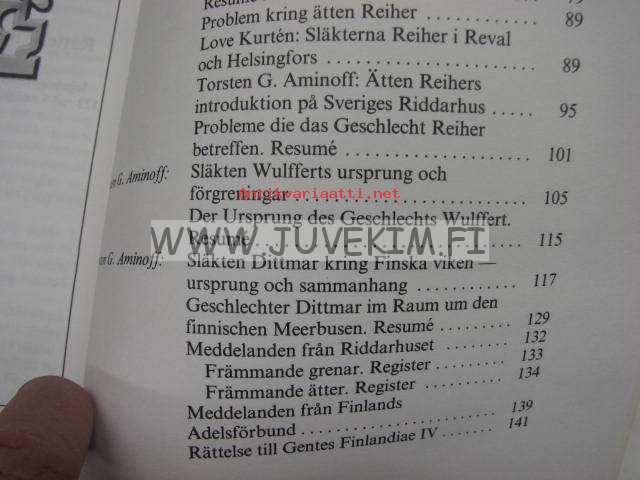 Problem kring ätten Reiher ............ 89
Love Kurtén: Släkterna Reiher i Reval
och Helsingfors ............ 89
Torsten G. Aminoff: Ätten Reihers
introduktion på Sveriges Riddarhus ..... 95
Probleme die das Geschlecht Reiher
betreffen. Resumé ............ 101
G. Aminoff: Släkten Wulfferts ursprung och
förgreningar ............ 105
Der Ursprung des Geschlechts Wulffert.
Resumé ............ 115
G. Aminoff: Släkten Dittmar kring Finska viken —
ursprung och sammanhang ............ 117
Geschlechter Dittmar im Raum um den
finnischen Meerbusen. Resumé ......... 129
Meddelanden från Riddarhuset ........ 132
Främmande grenar. Register ......... 133
Främmande ätter. Register .......... 134
Meddelanden från Finlands
Adelsförbund ............ 139
Rättelse till Gentes Finlandiae IV ....... 141
Antikvariaatti.net
WWW.JUVEKIM.FI